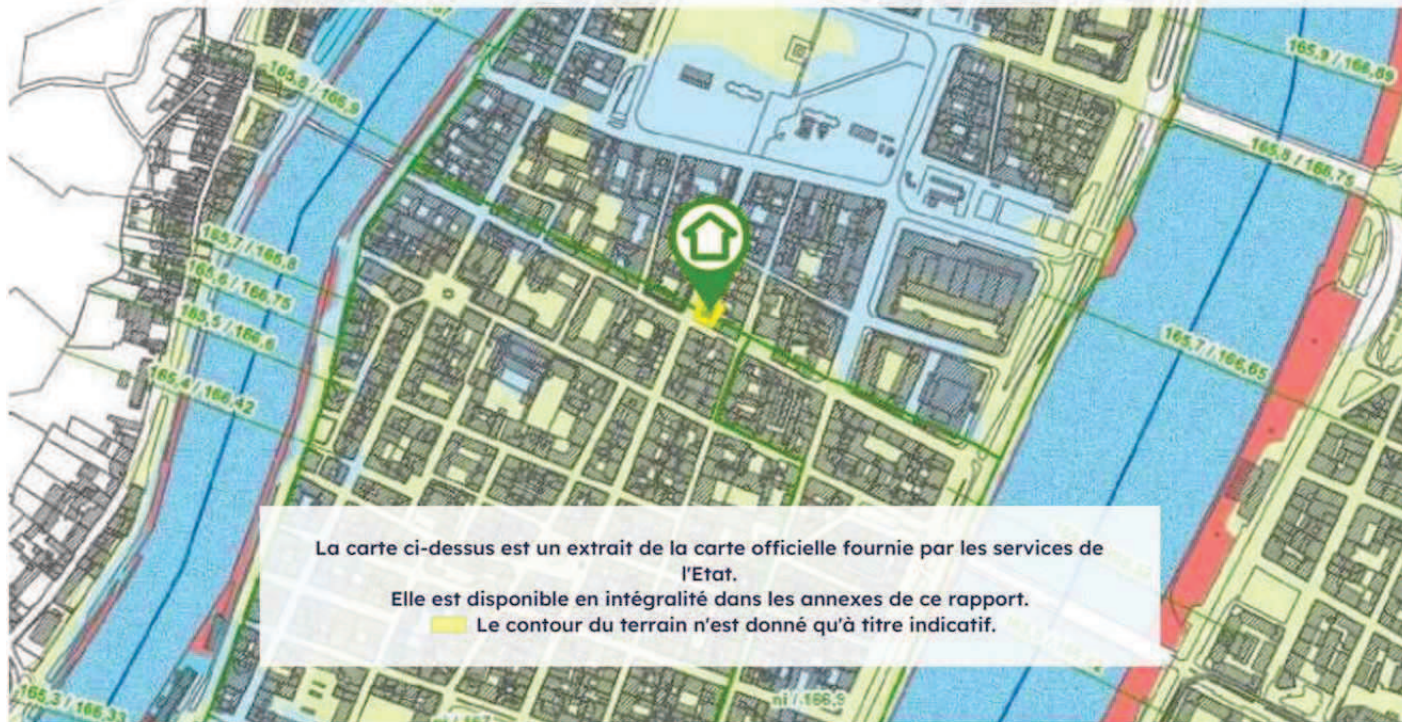 165,8 / 166,9
165,9 / 166,89
165,8 / 166,75
165,7 / 166,8
165,6 / 166,75
165,5 / 166,6
165,4 / 166,42
165,7 / 166,65
La carte ci-dessus est un extrait de la carte officielle fournie par les services de
l'Etat.
Elle est disponible en intégralité dans les annexes de ce rapport.
Le contour du terrain n'est donné qu'à titre indicatif.
165,3 / 166,33